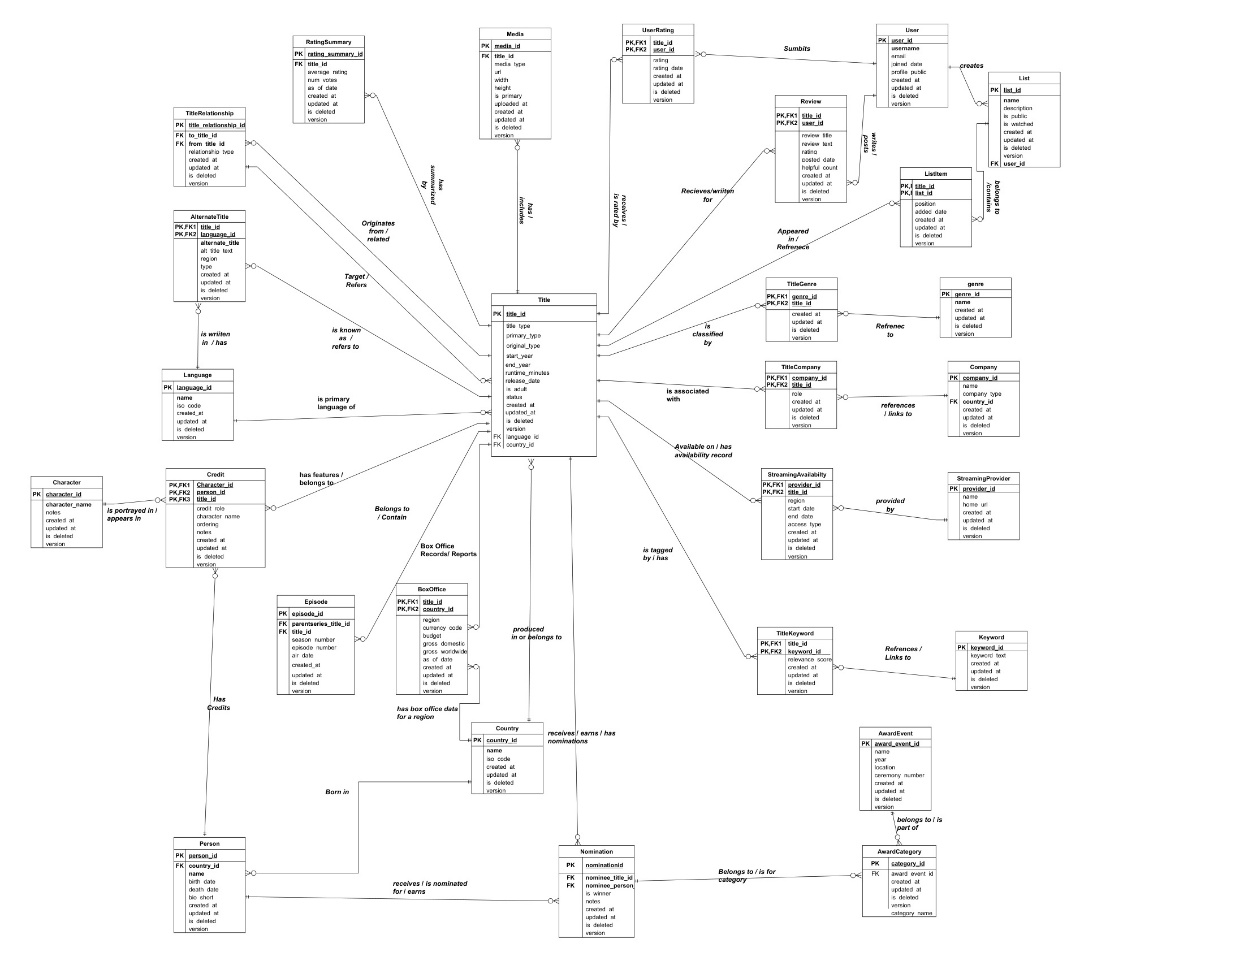 RatingSummary
PK rating_summary_id
FK title_id
average rating
num votes
as of date
created at
updated at
is deleted
version
Media
PK media_id
FK title_id
media type
url
width
height
is primary
uploaded at
created at
updated at
is deleted
version
UserRating
PK,FK1 title_id
PK,FK2 user_id
rating
rating date
created at
updated at
is deleted
version
Sumbits
User
PK user_id
username
email
joined date
profile public
created at
updated at
is deleted
version
creates
List
PK list_id
name
description
is public
is watched
created at
updated at
is deleted
version
FK user_id
Review
PK,FK1 title_id
PK,FK2 user_id
review title
review text
rating
posted date
helpful count
created at
updated at
is deleted
version
writes /
posts
TitleRelationship
PK title_relationship_id
FK to_title_id
FK from title_id
relationship type
created at
updated at
is deleted
version
ListItem
title_id
list_id
position
added date
created at
updated at
is deleted
version
belongs to
/contains
has
summarized
by
has /
includes
receives /
is rated by
Recieves/wriiten
for
Originates
from /
related
Appeared
in /
Refrenece
AlternateTitle
PK,FK1 title_id
PK,FK2 language_id
alternate_title
alt title text
region
type
created at
updated at
is deleted
version
Target /
Refers
Title
PK title_id
title type
primary_type
original_type
start_year
end_year
runtime_minutes
release_date
is adult
status
created at
updated_at
is deleted
version
FK language id
FK country_id
TitleGenre
PK,FK1 genre_id
PK,FK2 title_id
created at
updated at
is deleted
version
Refrenec
to
genre
PK genre_id
name
created at
updated at
is deleted
version
is wriiten
in / has
is known
as /
refers to
is
classified
by
Language
PK language_id
name
iso code
created_at
updated at
is deleted
version
is primary
language of
is associated
with
TitleCompany
PK,FK1 company_id
PK,FK2 title_id
role
created at
updated at
is deleted
version
references
/ links to
Company
PK company_id
name
company type
FK country_id
created at
updated at
is deleted
version
Available on / has
availability record
Character
PK character_id
character_name
notes
created at
updated at
is deleted
version
is portrayed in /
appears in
Credit
PK,FK1 Character_id
PK,FK2 person_id
PK,FK3 title_id
credit role
character name
ordering
notes
created at
updated at
is deleted
version
has features /
belongs to
StreamingAvailabilty
PK,FK1 provider_id
PK,FK2 title_id
region
start date
end date
access type
created at
updated at
is deleted
version
provided
by
StreamingProvider
PK provider_id
name
home url
created at
updated at
is deleted
version
Belongs to
/ Contain
Box Office
Records/ Reports
is tagged
by / has
Episode
PK episode_id
FK parentseries_title_id
FK title_id
season number
episode number
air date
created_at
updated at
is deleted
version
BoxOffice
PK,FK1 title_id
PK,FK2 country_id
region
currency code
budget
gross domestic
gross worldwide
as of date
created at
updated at
is deleted
version
produced
in or belongs to
TitleKeyword
PK,FK1 title_id
PK,FK2 keyword_id
relevance score
created at
updated at
is deleted
version
Refrences /
Links to
Keyword
PK keyword_id
keyword text
created at
updated at
is deleted
version
Has
Credits
has box office data
for a region
Country
PK country_id
name
iso code
created at
updated at
is deleted
version
receives / earns / has
nominations
Born in
AwardEvent
PK award_event_id
name
year
location
ceremony number
created at
updated at
is deleted
version
belongs to / is
part of
Person
PK person_id
FK country_id
name
birth date
death date
bio short
created at
updated at
is deleted
version
receives / is nominated
for / earns
Nomination
PK nominationId
FK nominee_title_id
FK nominee_person
is winner
notes
created at
updated at
is deleted
version
Belongs to / is for
category
AwardCategory
PK category_id
FK award event id
created at
updated at
is deleted
version
category name